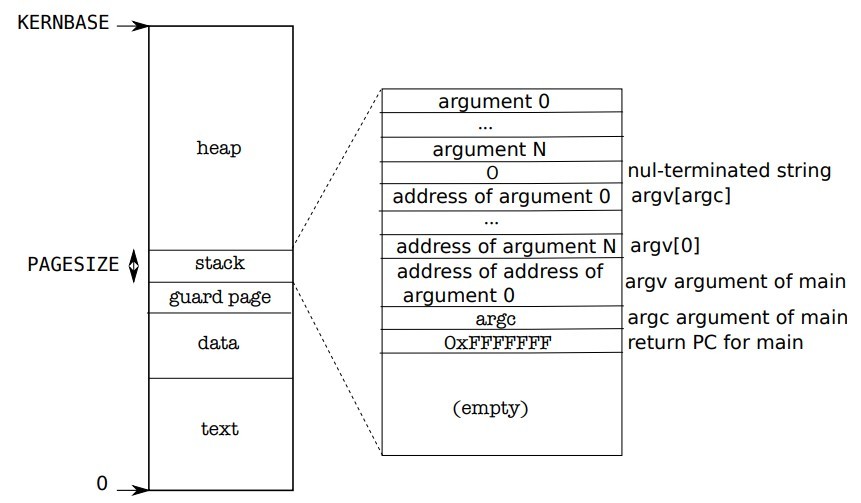 KERNBASE
heap
PAGESIZE
stack
guard page
data
text
0
argument 0
...
argument N
0
nul-terminated string
address of argument 0
argv[argc]
...
address of argument N
argv[0]
address of address of
argument 0
argv argument of main
argc
argc argument of main
0xFFFFFFF
return PC for main
(empty)